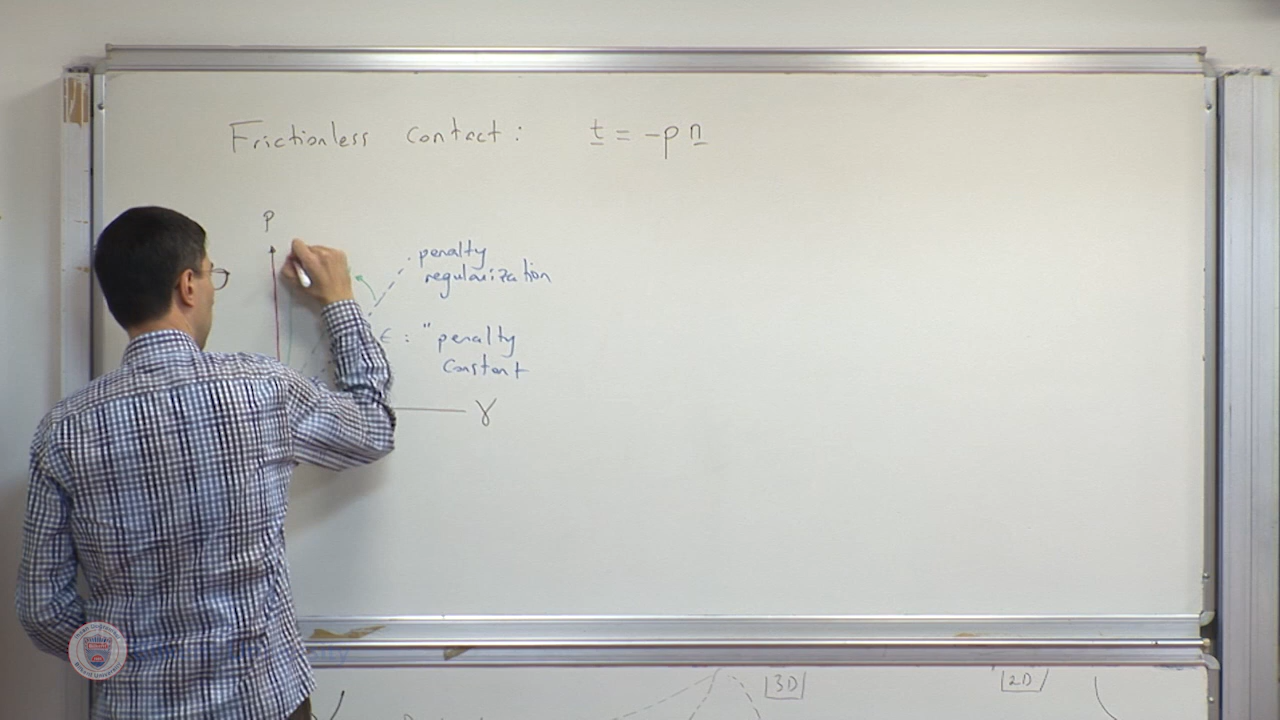 Frictionless contact: t = -p n
P
penalty
regularization
ϵ : " penalty
constant
γ
3D
2D